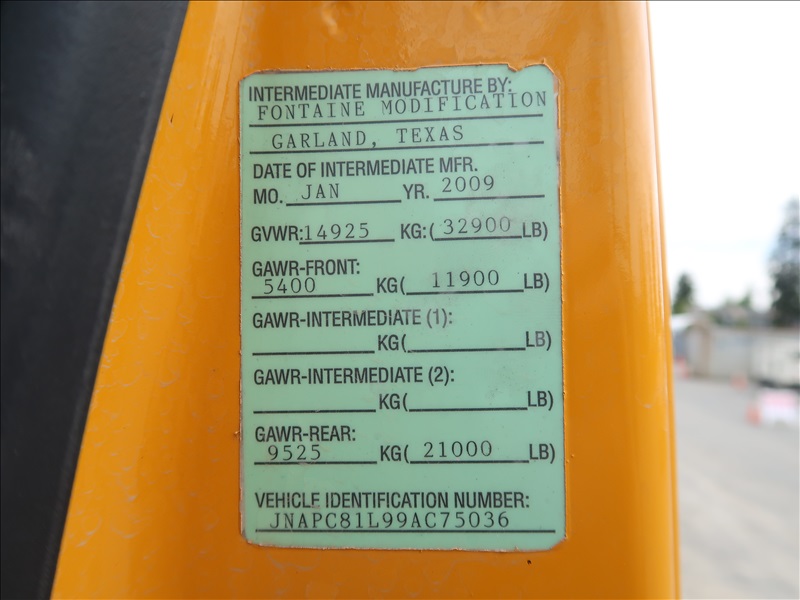 INTERMEDIATE MANUFACTURE BY:
FONTAINE MODIFICATION
GARLAND, TEXAS
DATE OF INTERMEDIATE MFR.
MO. JAN YR. 2009
GVWR: 14925 KG: (32900 LB)
GAWR-FRONT:
5400 KG( 11900 LB)
GAWR-INTERMEDIATE (1):
KG( LB)
GAWR-INTERMEDIATE (2):
KG( LB)
GAWR-REAR:
9525 KG( 21000 LB)
VEHICLE IDENTIFICATION NUMBER:
JNAPC81L99AC75036